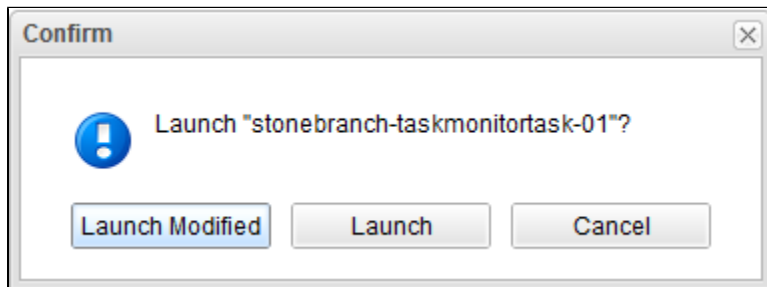 Confirm
Launch "stonebranch-taskmonitortask-01"?
Launch Modified
Launch
Cancel